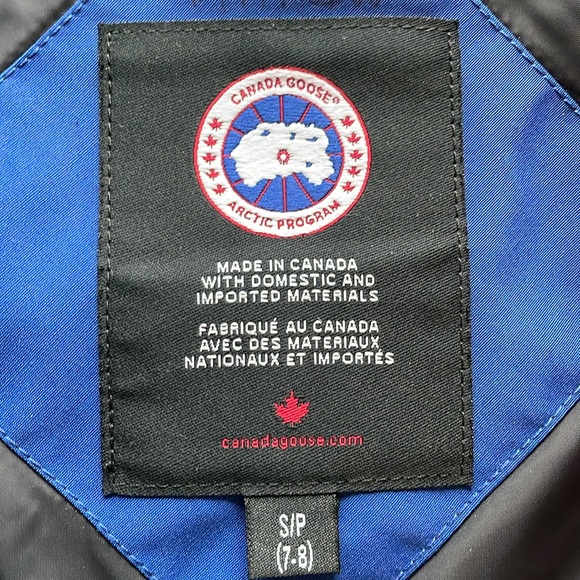 CANADA GOOSE®
ARCTIC PROGRAM
MADE IN CANADA
WITH DOMESTIC AND
IMPORTED MATERIALS
FABRIQUÉ AU CANADA
AVEC DES MATERIAUX
NATIONAUX ET IMPORTÉS
canadagoose.com
S/P
(7-8)